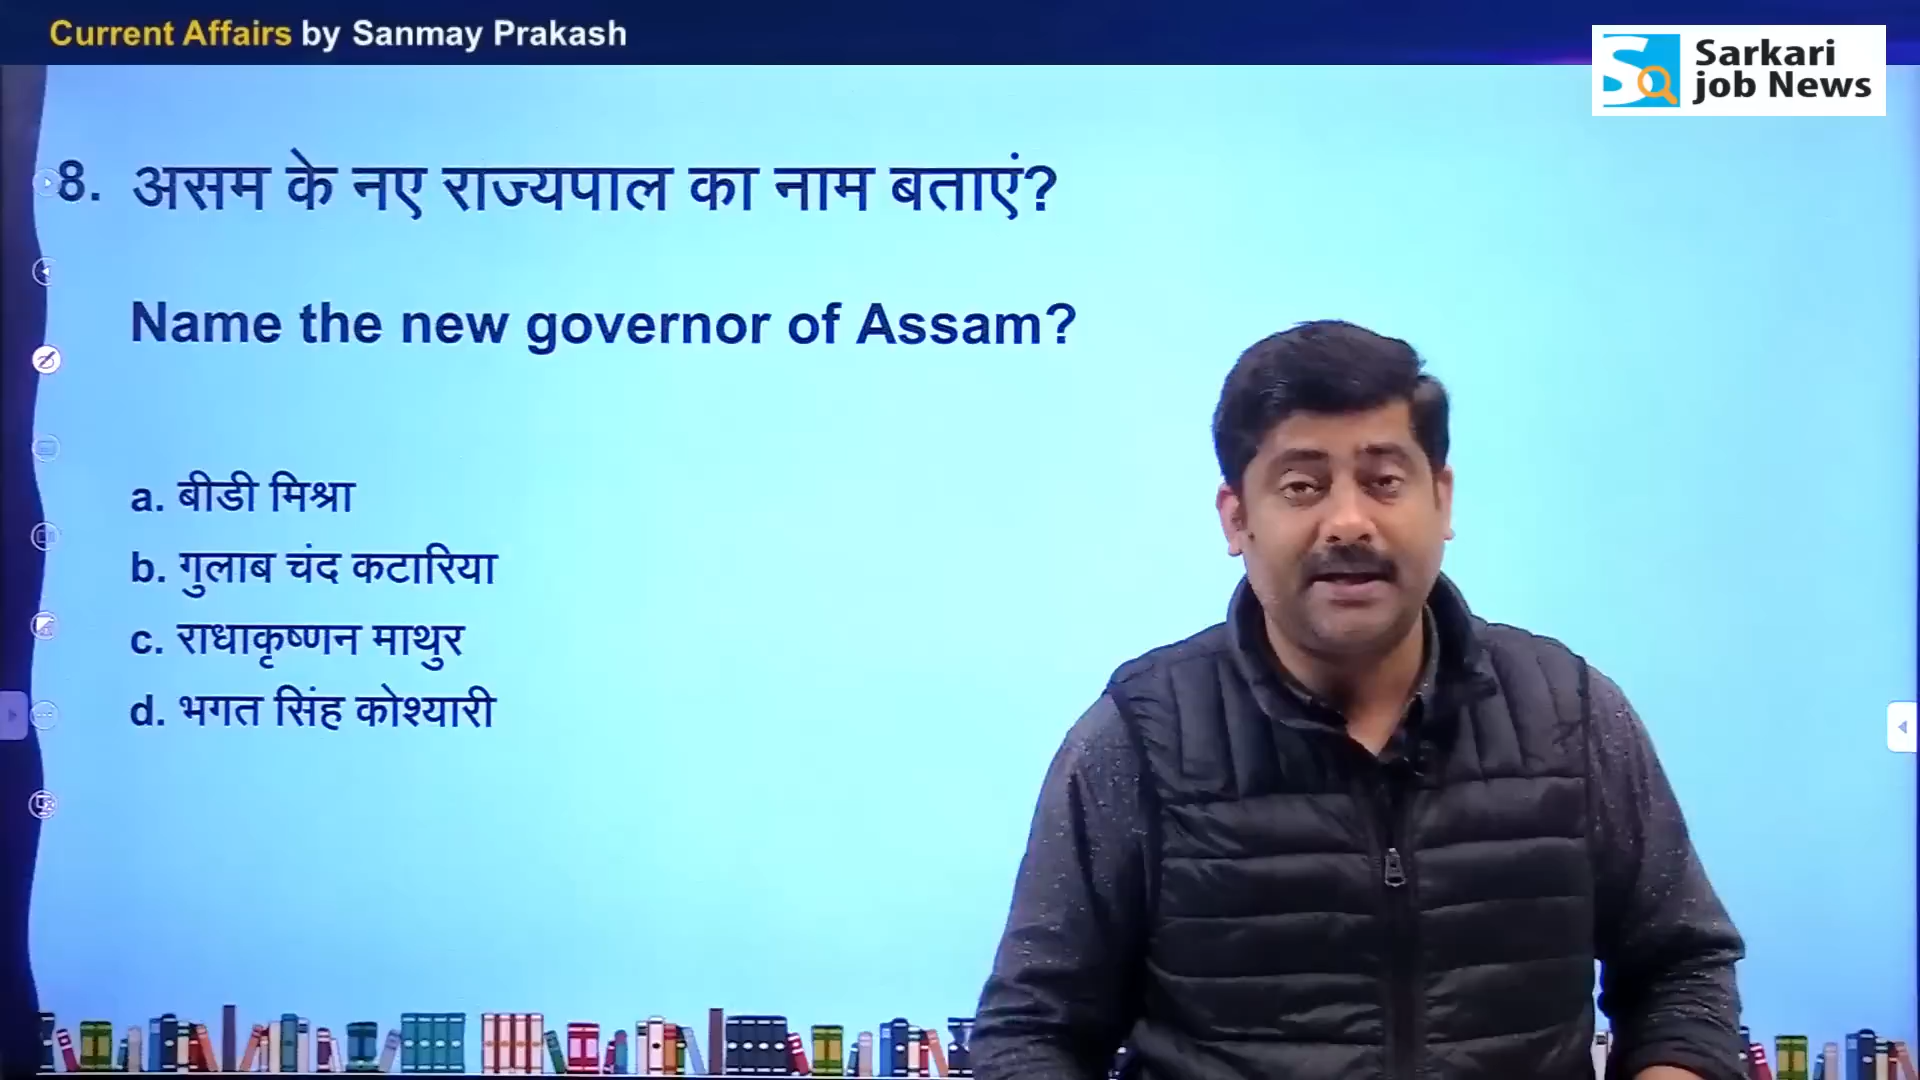 Current Affairs by Sanmay Prakash
Sarkari
job News
8. असम के नए राज्यपाल का नाम बताएं?
Name the new governor of Assam?
a. बीडी मिश्रा
b. गुलाब चंद कटारिया
c. राधाकृष्णन माथुर
d. भगत सिंह कोश्यारी